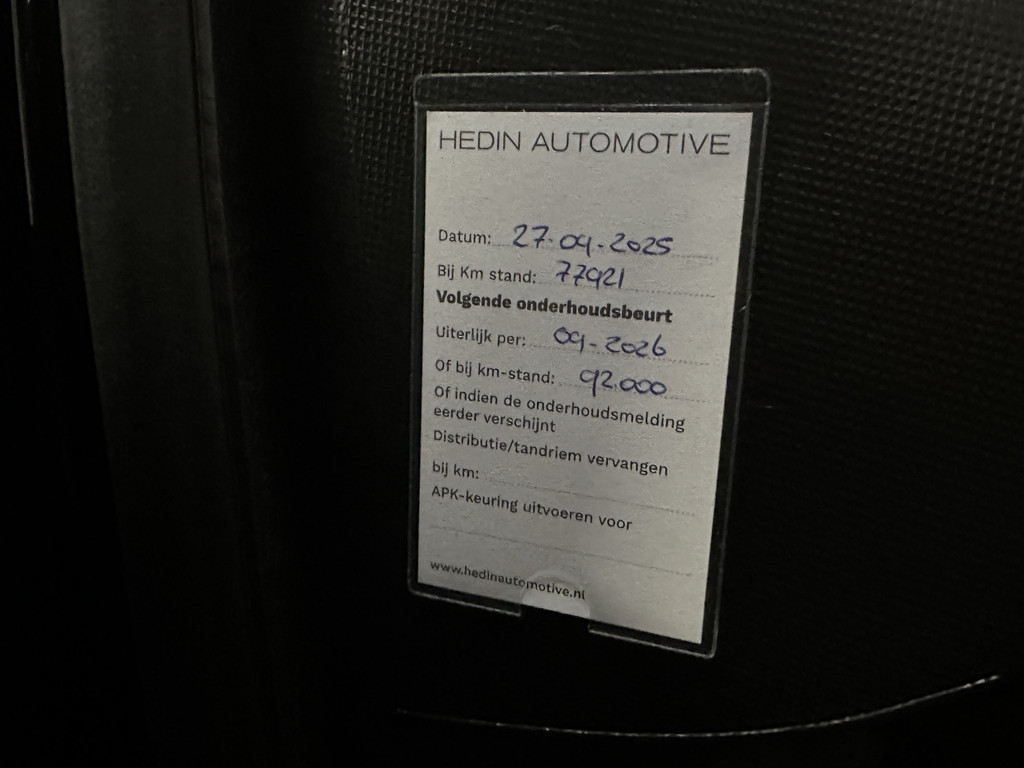 HEDIN AUTOMOTIVE
Datum: 27-09-2025
Bij Km stand: 77921
Volgende onderhoudsbeurt
Uiterlijk per: 09-2026
Of bij km-stand: 92.000
Of indien de onderhoudsmelding
eerder verschijnt
Distributie/tandriem vervangen
bij km:
APK-keuring uitvoeren voor
www.hedinautomotive.nl